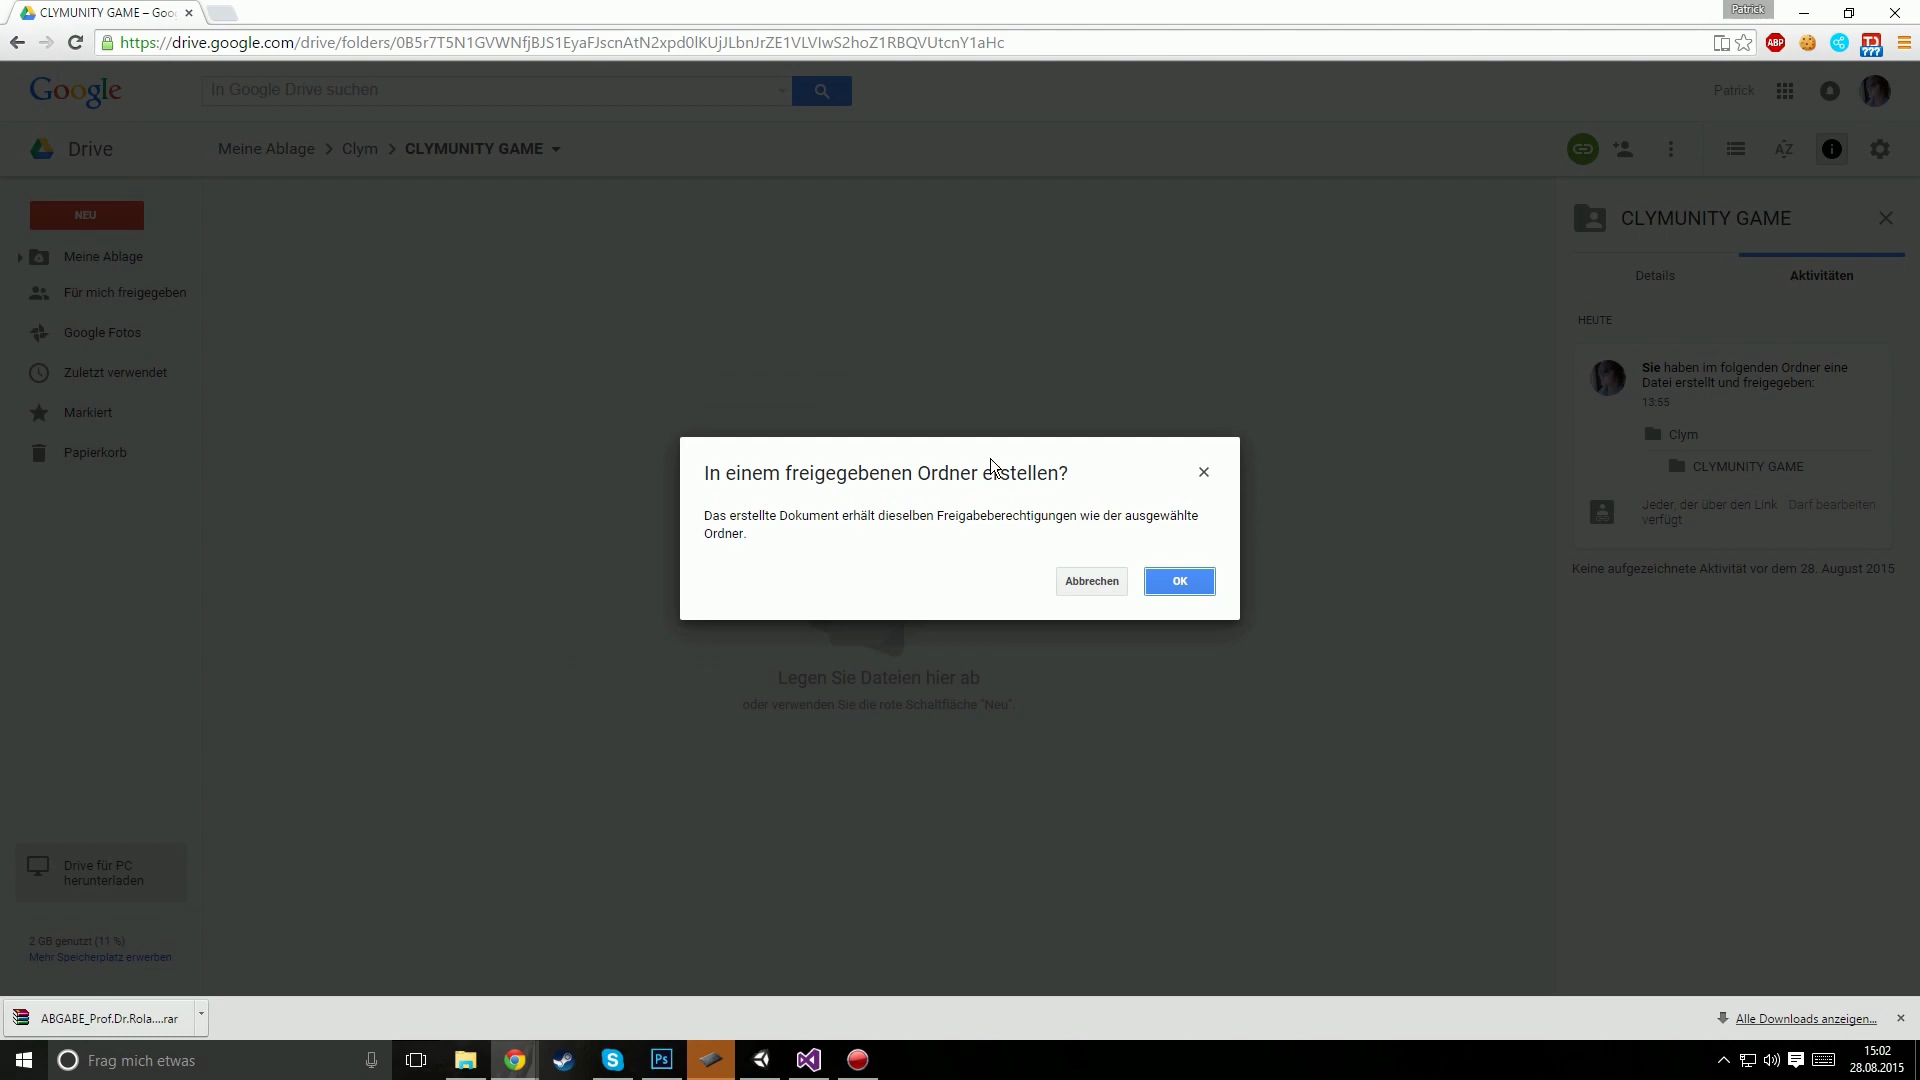 CLYMUNITY GAME – Goo
Patrick
https://drive.google.com/drive/folders/0B5r7T5N1GVWNfjBJS1EyaFJscnAtN2xpd0lKUjJLbnJrZE1VLVIwS2hoZ1RBQVUtcnY1aHc
ABP
???
Google
In Google Drive suchen
Patrick
Drive
Meine Ablage
Clym
CLYMUNITY GAME
AZ
NEU
Meine Ablage
Für mich freigegeben
Google Fotos
Zuletzt verwendet
Markiert
Papierkorb
Drive für PC
herunterladen
2 GB genutzt (11 %)
Mehr Speicherplatz erwerben
In einem freigegebenen Ordner erstellen?
Das erstellte Dokument erhält dieselben Freigabeberechtigungen wie der ausgewählte
Ordner.
Abbrechen
OK
Legen Sie Dateien hier ab
oder verwenden Sie die rote Schaltfläche "Neu".
CLYMUNITY GAME
Details
Aktivitäten
HEUTE
Sie haben im folgenden Ordner eine
Datei erstellt und freigegeben:
13:55
Clym
CLYMUNITY GAME
Jeder, der über den Link
verfügt
Darf bearbeiten
Keine aufgezeichnete Aktivität vor dem 28. August 2015
ABGABE_Prof.Dr.Rola....rar
Alle Downloads anzeigen...
Frag mich etwas
Ps
15:02
28.08.2015